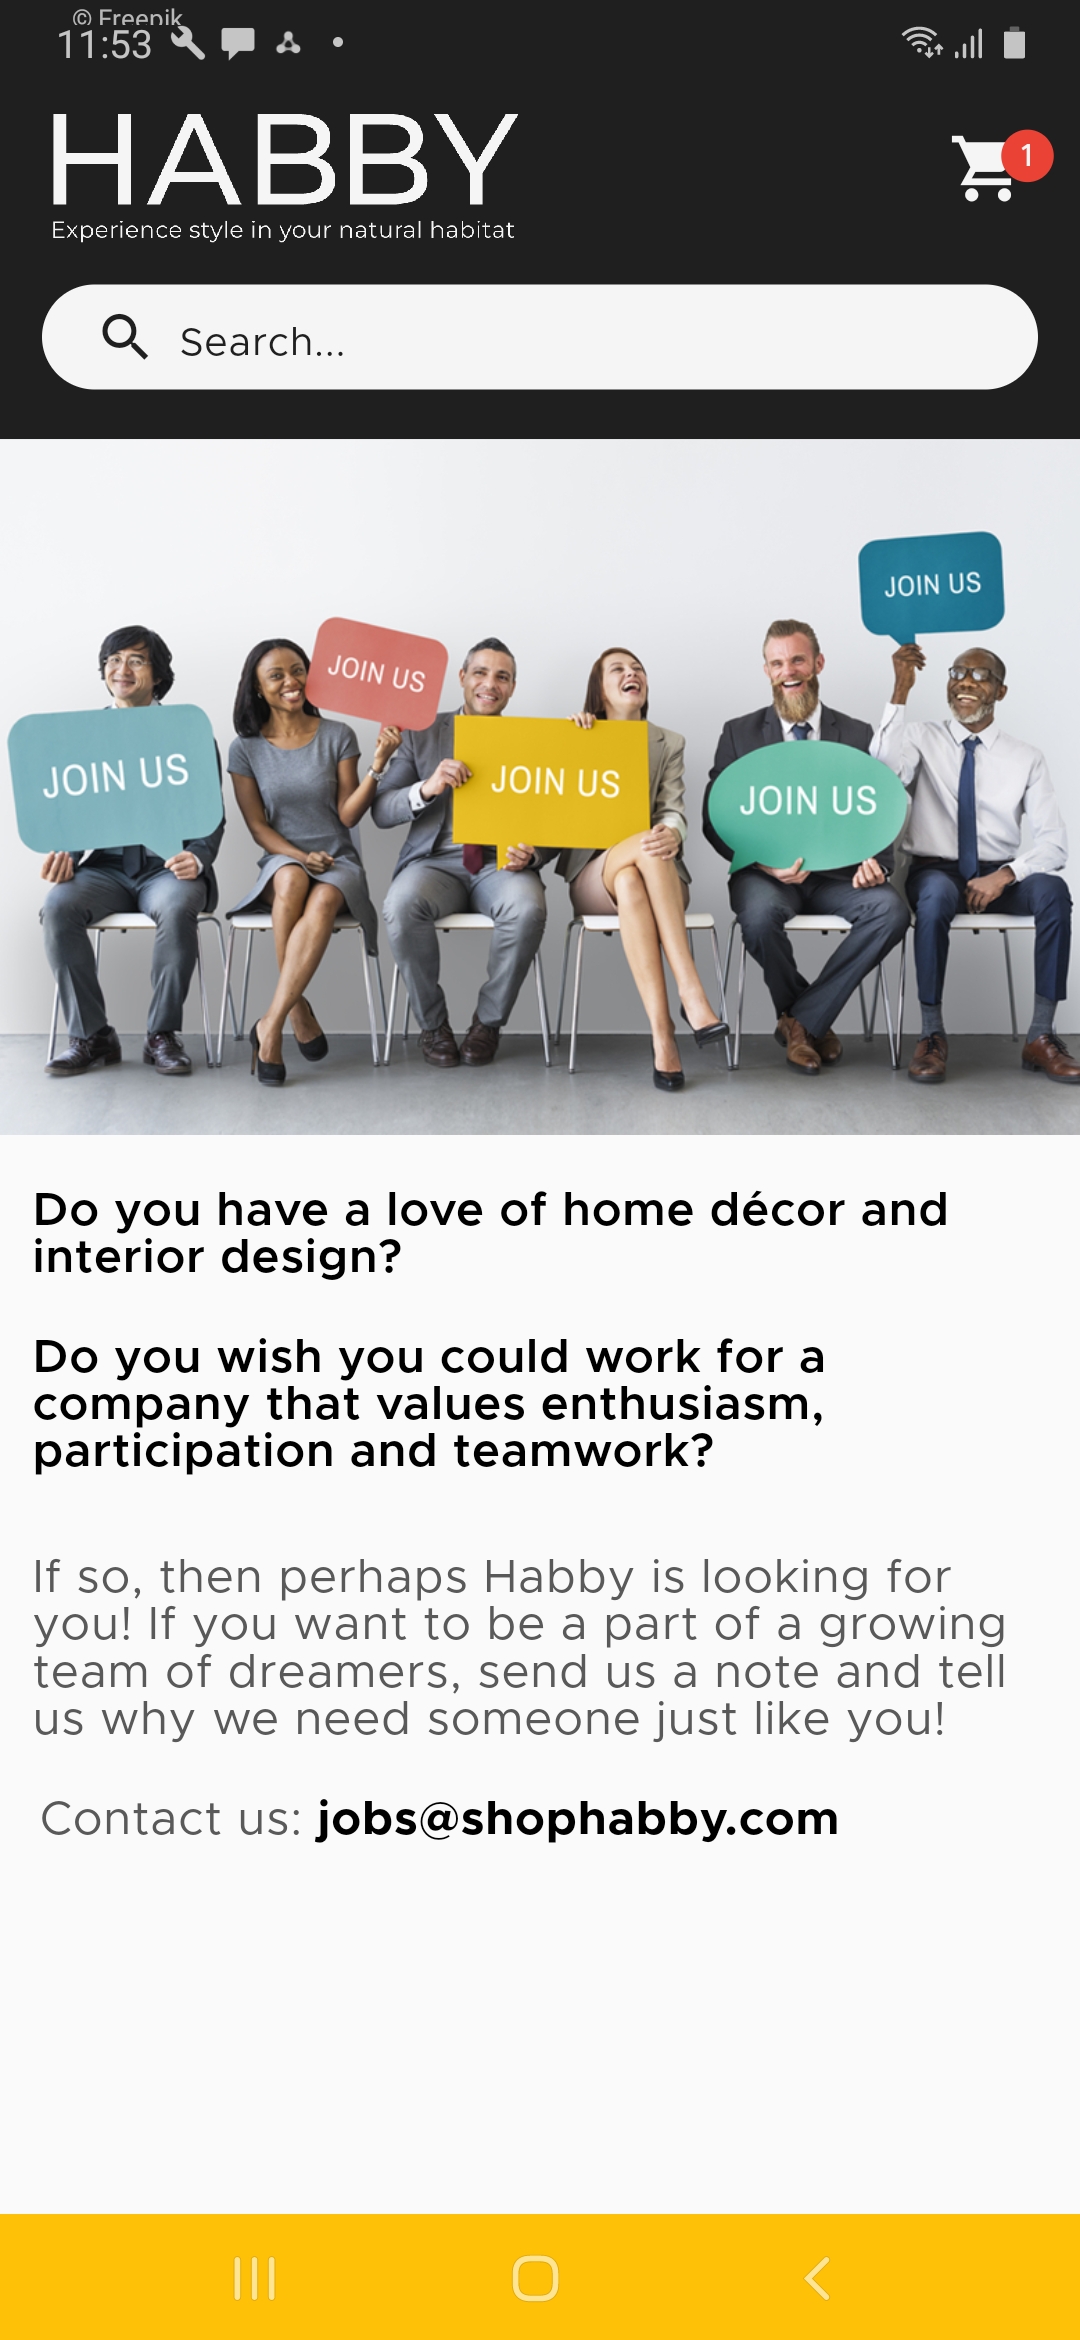 © Freepik
11:53
HABBY
1
Experience style in your natural habitat
Search...
JOIN US
JOIN US
JOIN US
JOIN US
JOIN US
JOIN US
Do you have a love of home décor and
interior design?
Do you wish you could work for a
company that values enthusiasm,
participation and teamwork?
If so, then perhaps Habby is looking for
you! If you want to be a part of a growing
team of dreamers, send us a note and tell
us why we need someone just like you!
Contact us: jobs@shophabby.com